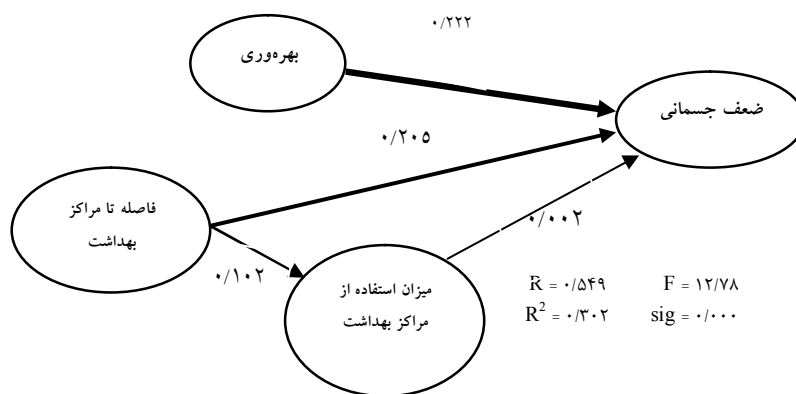 ۰/۲۲۲
بهره‌وری
ضعف جسمانی
۰/۲۰۵
فاصله تا مراکز
بهداشت
۰/۰۰۲
۰/۱۰۲
میزان استفاده از
مراکز بهداشت
R = ۰/۵۴۹ F = ۱۲/۷۸
R² = ۰/۳۰۲ sig = ۰/۰۰۰